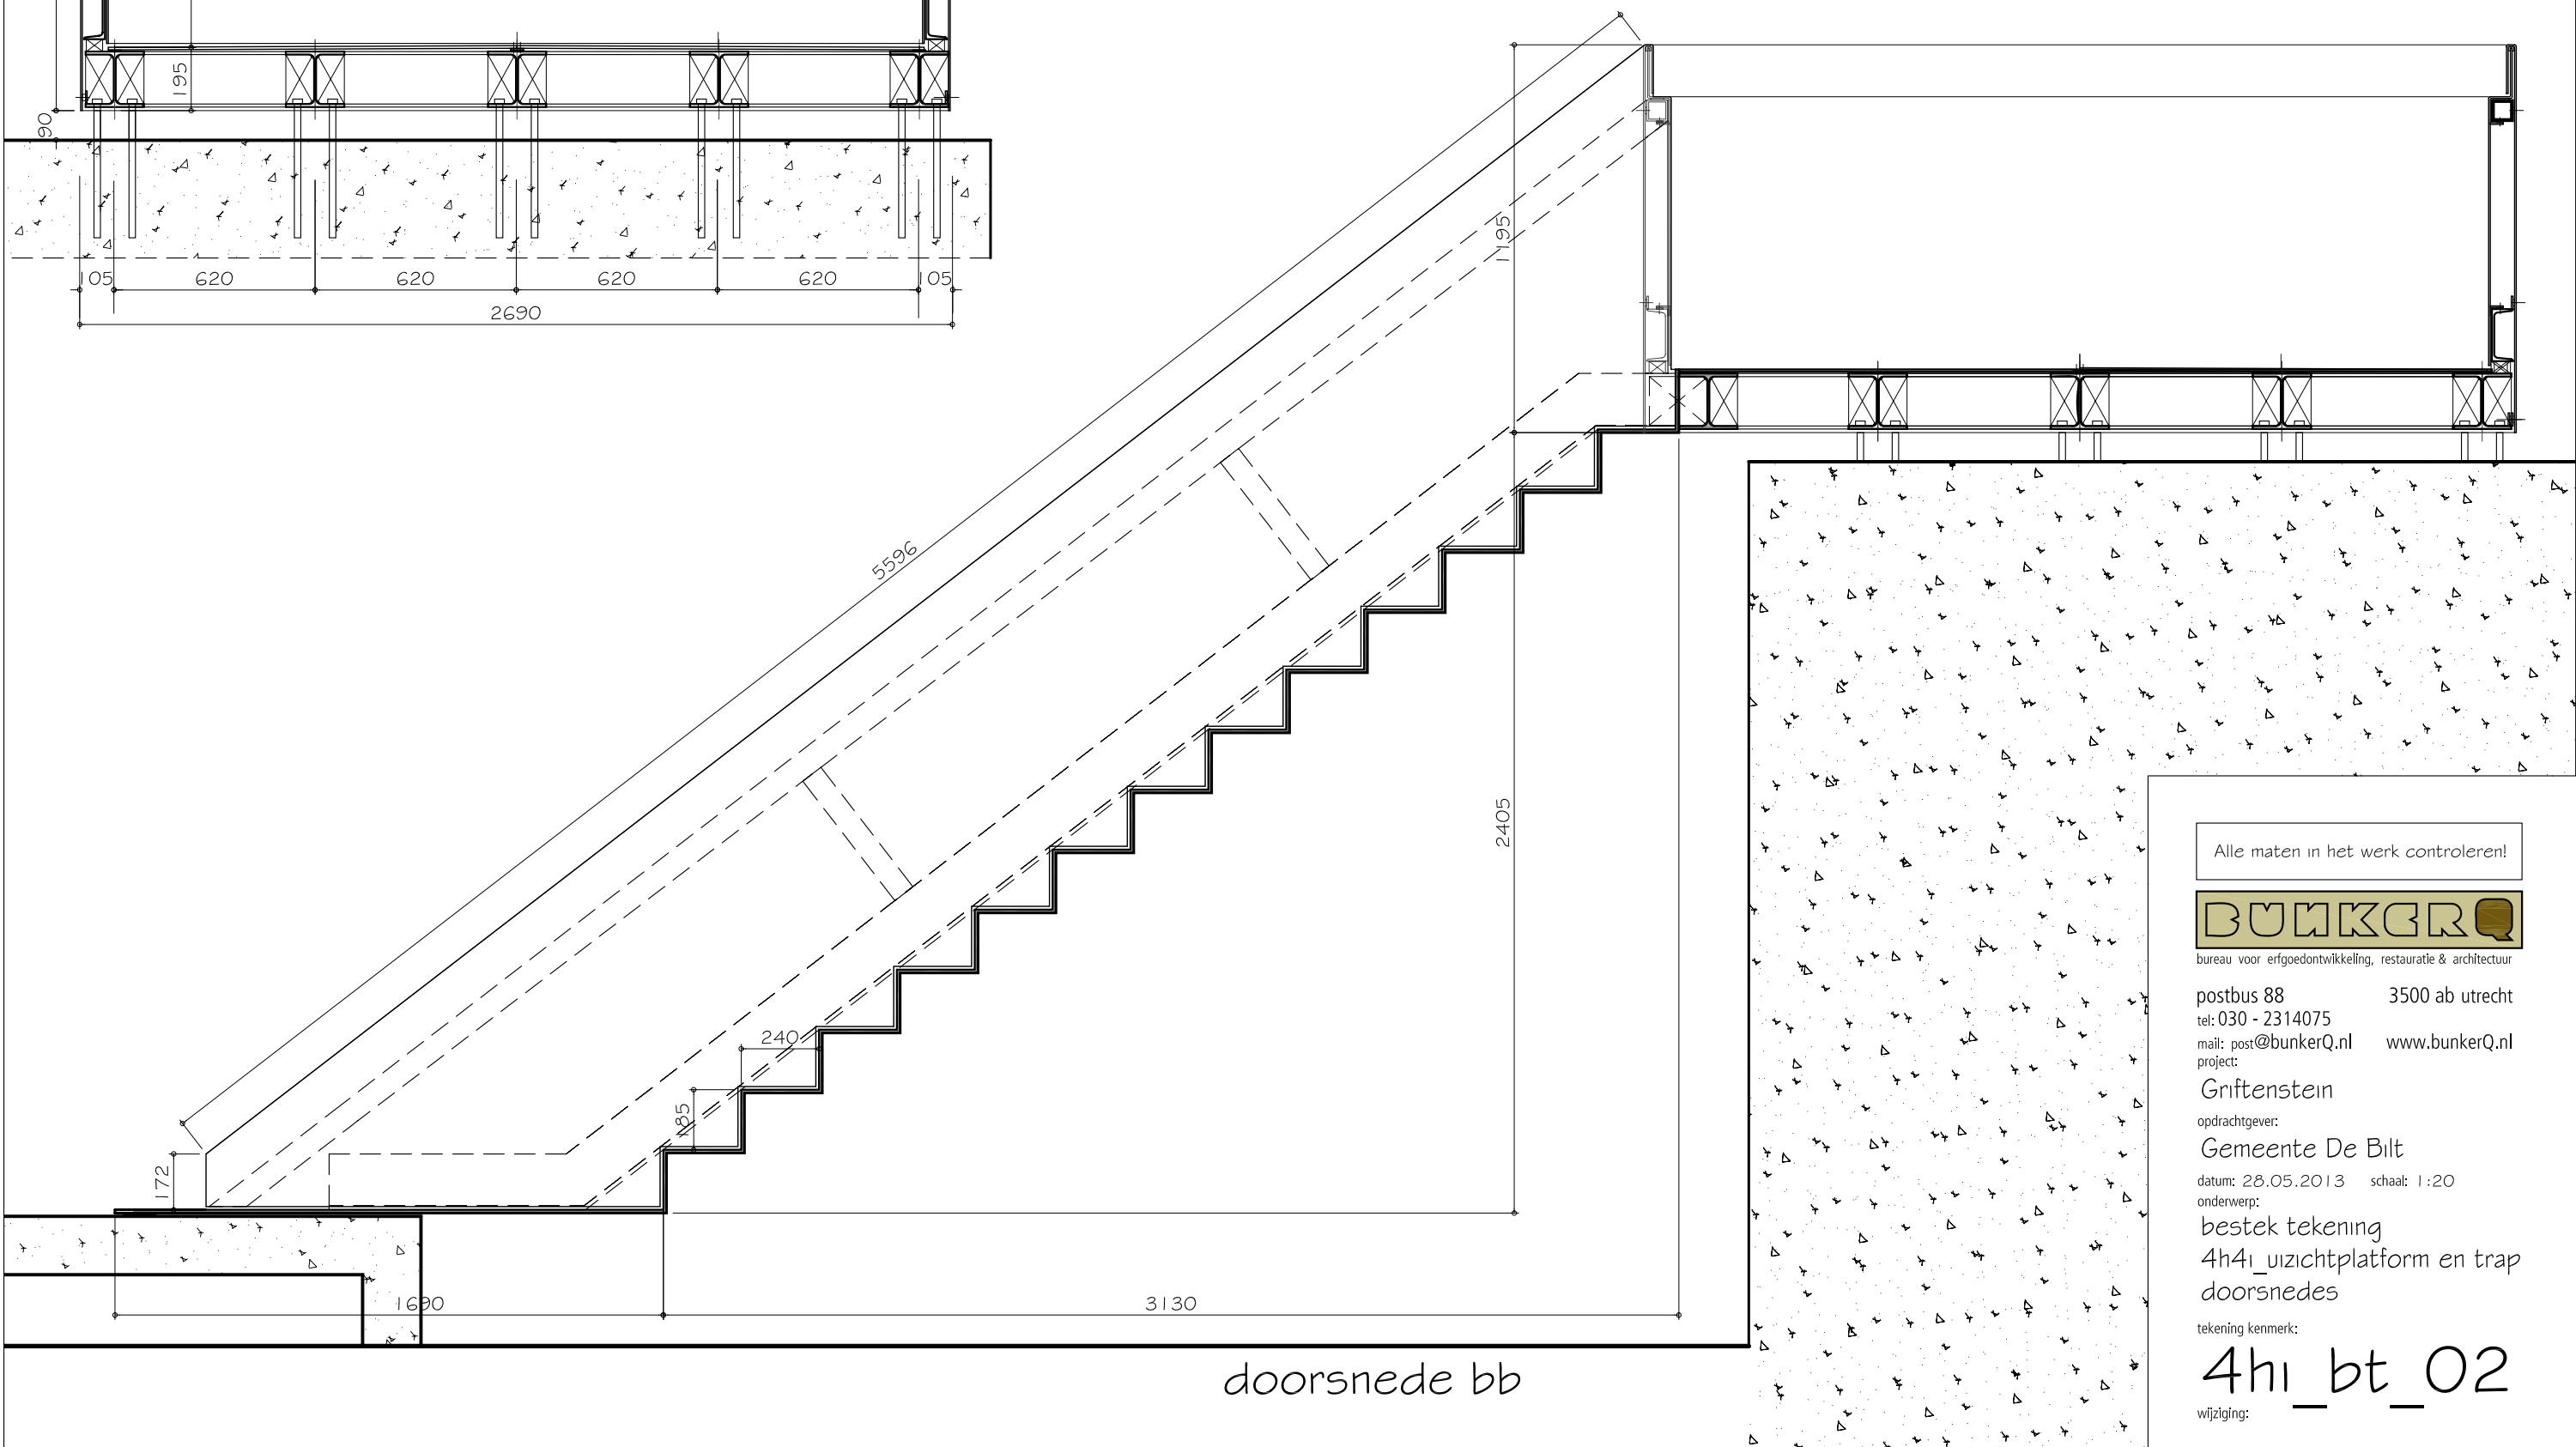 195
90
105 620 620 620 620 105
2690
1195
5596
2405
240
185
172
1690
3130
doorsnede bb
Alle maten in het werk controleren!
BUNKERQ
bureau voor erfgoedontwikkeling, restauratie & architectuur
postbus 88 3500 ab utrecht
tel: 030 - 2314075
mail: post@bunkerQ.nl www.bunkerQ.nl
project:
Griftenstein
opdrachtgever:
Gemeente De Bilt
datum: 28.05.2013 schaal: 1:20
onderwerp:
bestek tekening
4h4i_uizichtplatform en trap
doorsnedes
tekening kenmerk:
4hi_bt_02
wijziging: